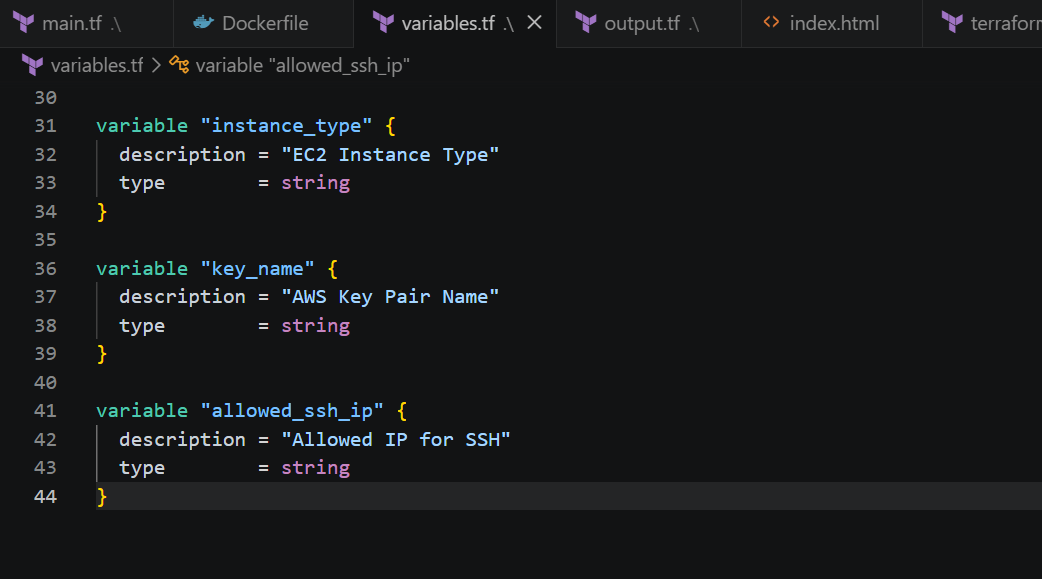 main.tf .\ Dockerfile variables.tf .\ output.tf .\ index.html terraform
variables.tf > variable "allowed_ssh_ip"
30
31 variable "instance_type" {
32   description = "EC2 Instance Type"
33   type        = string
34 }
35
36 variable "key_name" {
37   description = "AWS Key Pair Name"
38   type        = string
39 }
40
41 variable "allowed_ssh_ip" {
42   description = "Allowed IP for SSH"
43   type        = string
44 }